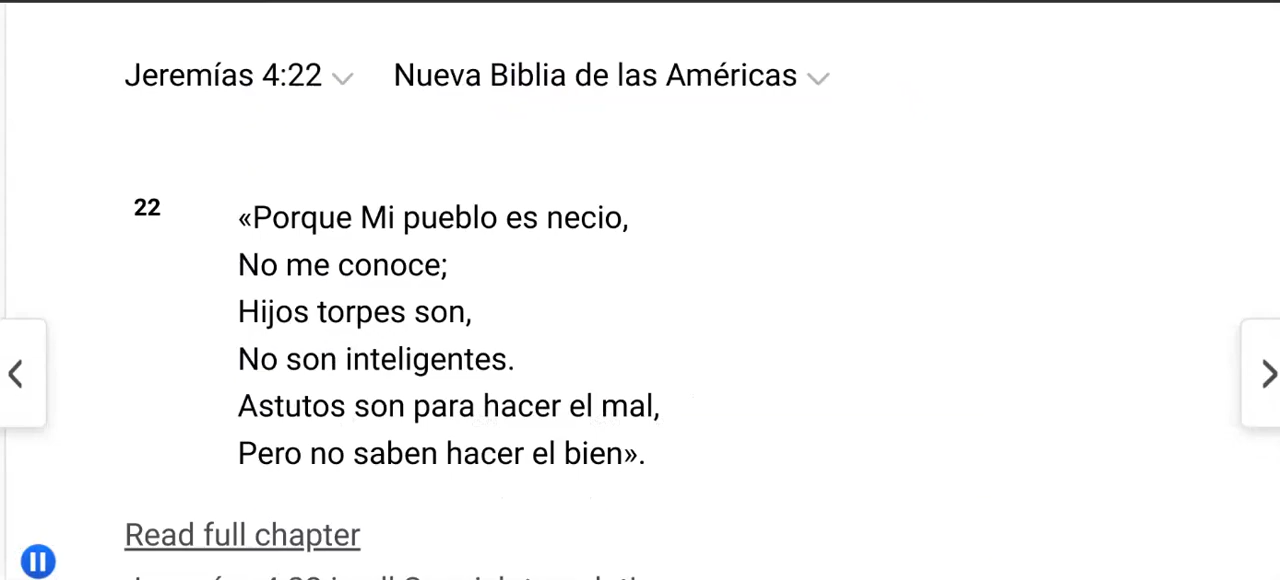 Jeremías 4:22 Nueva Biblia de las Américas
22 «Porque Mi pueblo es necio,
No me conoce;
Hijos torpes son,
No son inteligentes.
Astutos son para hacer el mal,
Pero no saben hacer el bien».
Read full chapter